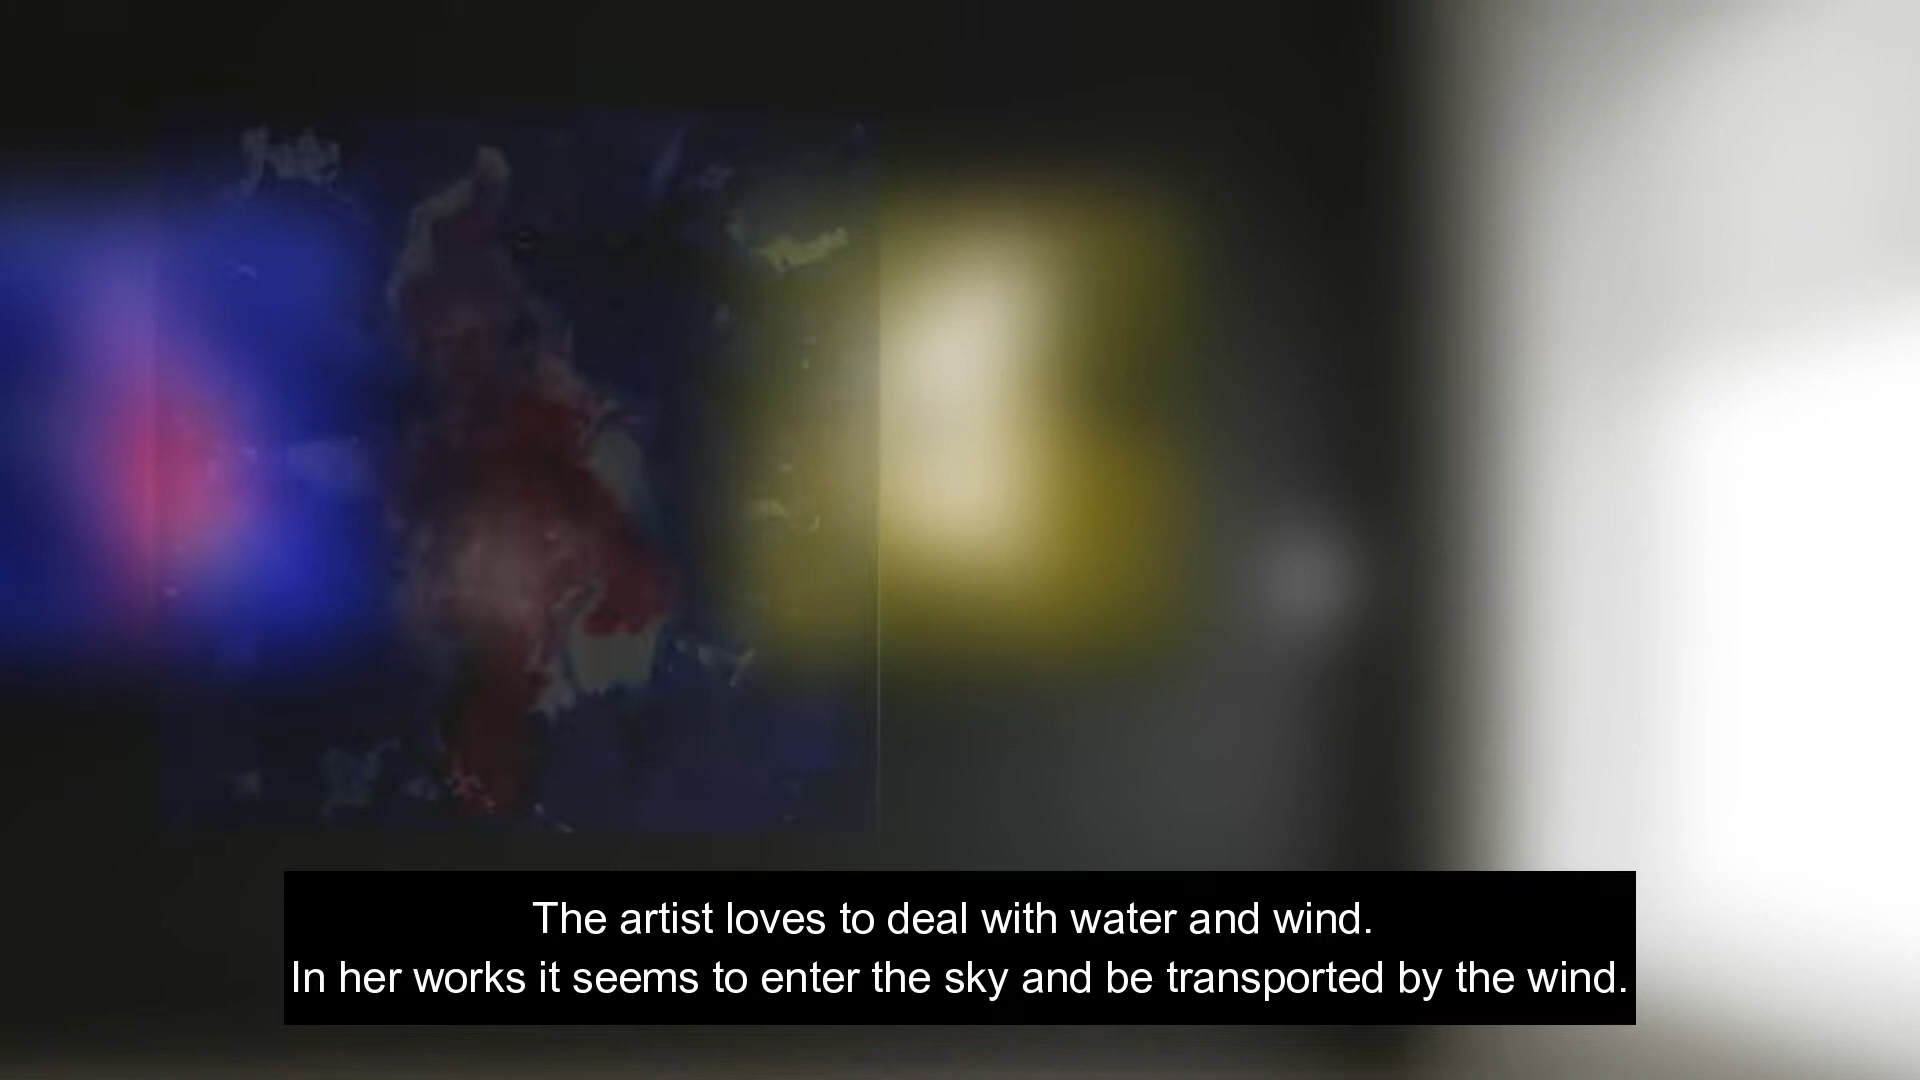 The artist loves to deal with water and wind.
In her works it seems to enter the sky and be transported by the wind.